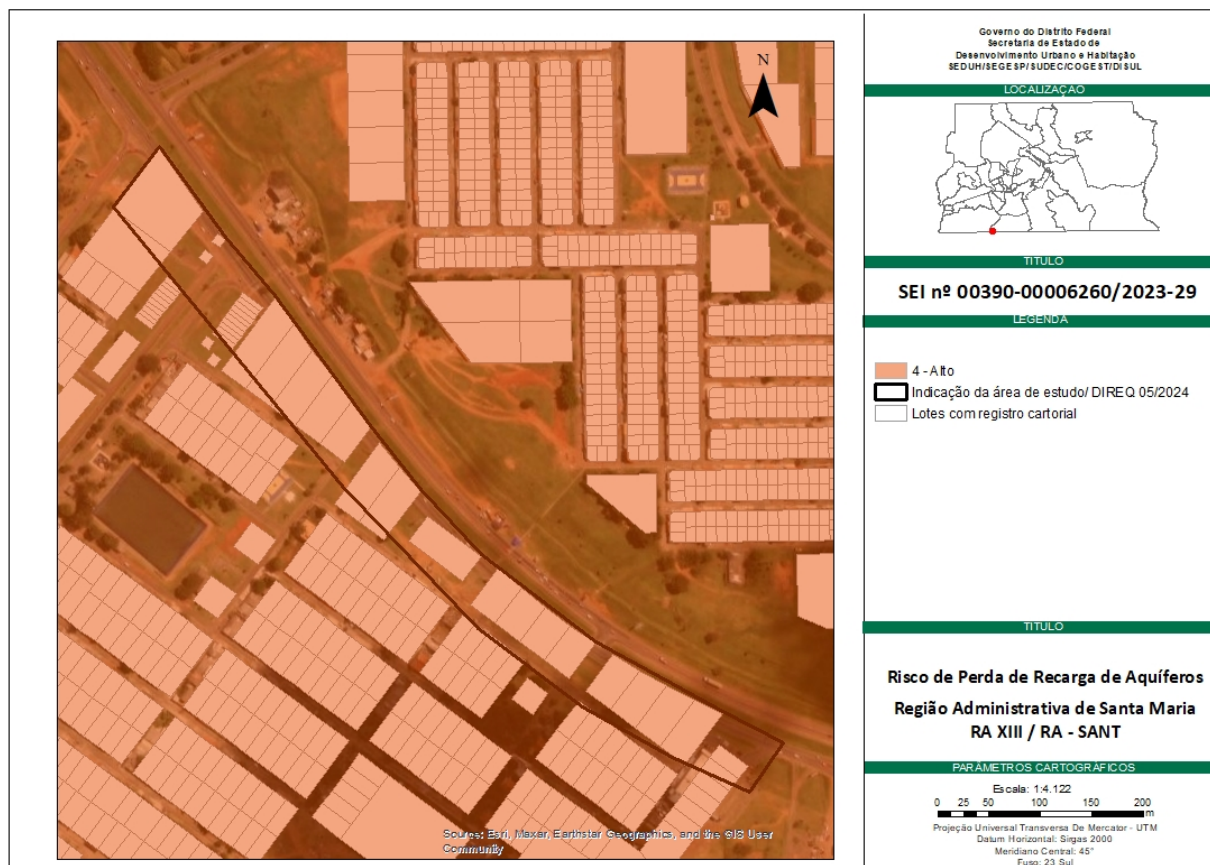 N
Source: Esri, Maxar, Earthstar Geographics, and the GIS User
Community
Governo do Distrito Federal
Secretaria de Estado de
Desenvolvimento Urbano e Habitação
SEDUH/SEGESP/SUDEC/COGEST/DISUL
LOCALIZAÇÃO
TITULO
SEI nº 00390-00006260/2023-29
LEGENDA
4 - Alto
Indicação da área de estudo/ DIREQ 05/2024
Lotes com registro cartorial
TITULO
Risco de Perda de Recarga de Aquíferos
Região Administrativa de Santa Maria
RA XIII / RA - SANT
PARÂMETROS CARTOGRÁFICOS
Escala: 1:4.122
0 25 50 100 150 200
m
Projeção Universal Transversa De Mercator - UTM
Datum Horizontal: Sirgas 2000
Meridiano Central: 45°
Fuso: 23 Sul